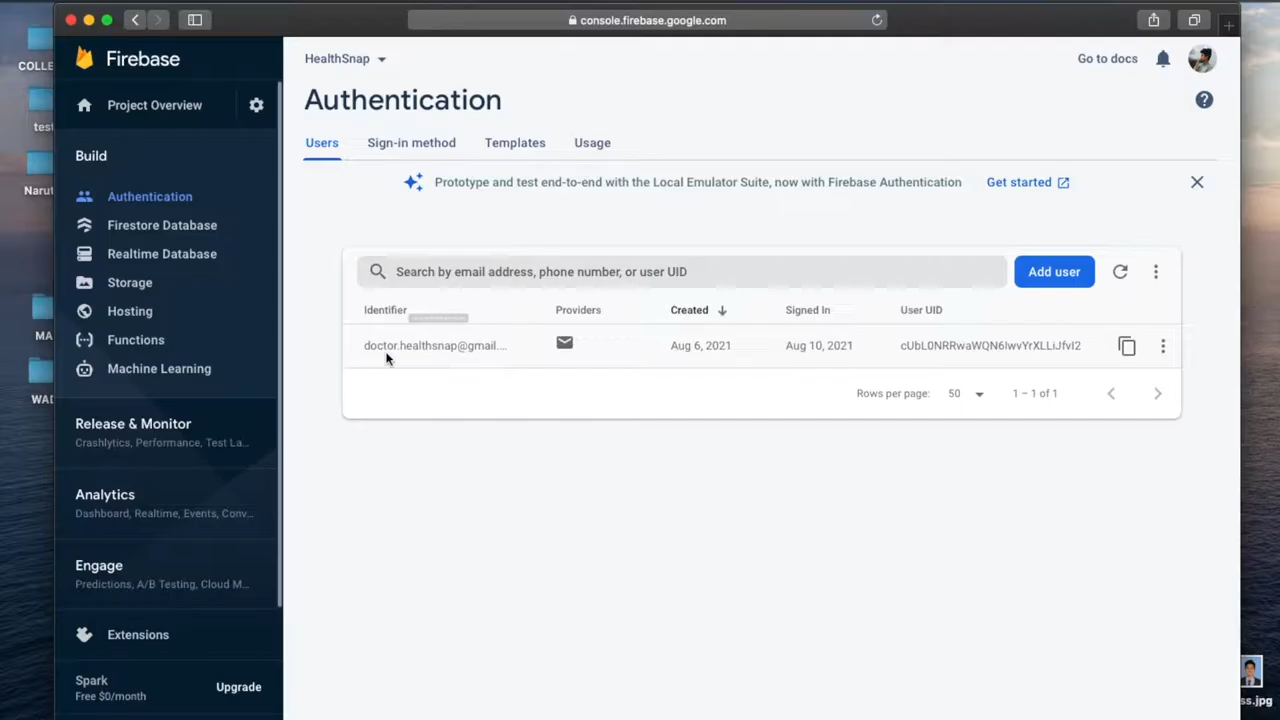 console.firebase.google.com
COLLE
tes
Narut
MA
WAD
ss.jpg
Firebase
Project Overview
Build
Authentication
Firestore Database
Realtime Database
Storage
Hosting
Functions
Machine Learning
Release & Monitor
Crashlytics, Performance, Test La...
Analytics
Dashboard, Realtime, Events, Conv...
Engage
Predictions, A/B Testing, Cloud M...
Extensions
Spark
Free $0/month
Upgrade
HealthSnap
Go to docs
Authentication
Users Sign-in method Templates Usage
Prototype and test end-to-end with the Local Emulator Suite, now with Firebase Authentication Get started
Search by email address, phone number, or user UID
Add user
Identifier Providers Created Signed In User UID
doctor.healthsnap@gmail.... Aug 6, 2021 Aug 10, 2021 cUbL0NRRwaWQN6IwvYrXLLiJfvI2
Rows per page: 50 1 – 1 of 1